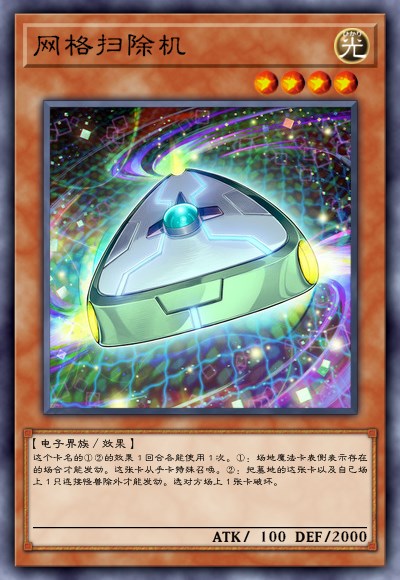 网格扫除机
光
【电子界族／效果】
这个卡名的①②的效果1回合各能使用1次。①：场地魔法卡表侧表示存在
的场合才能发动。这张卡从手卡特殊召唤。②：把墓地的这张卡以及自己场
上1只连接怪兽除外才能发动。选对方场上1张卡破坏。
ATK/ 100 DEF/2000